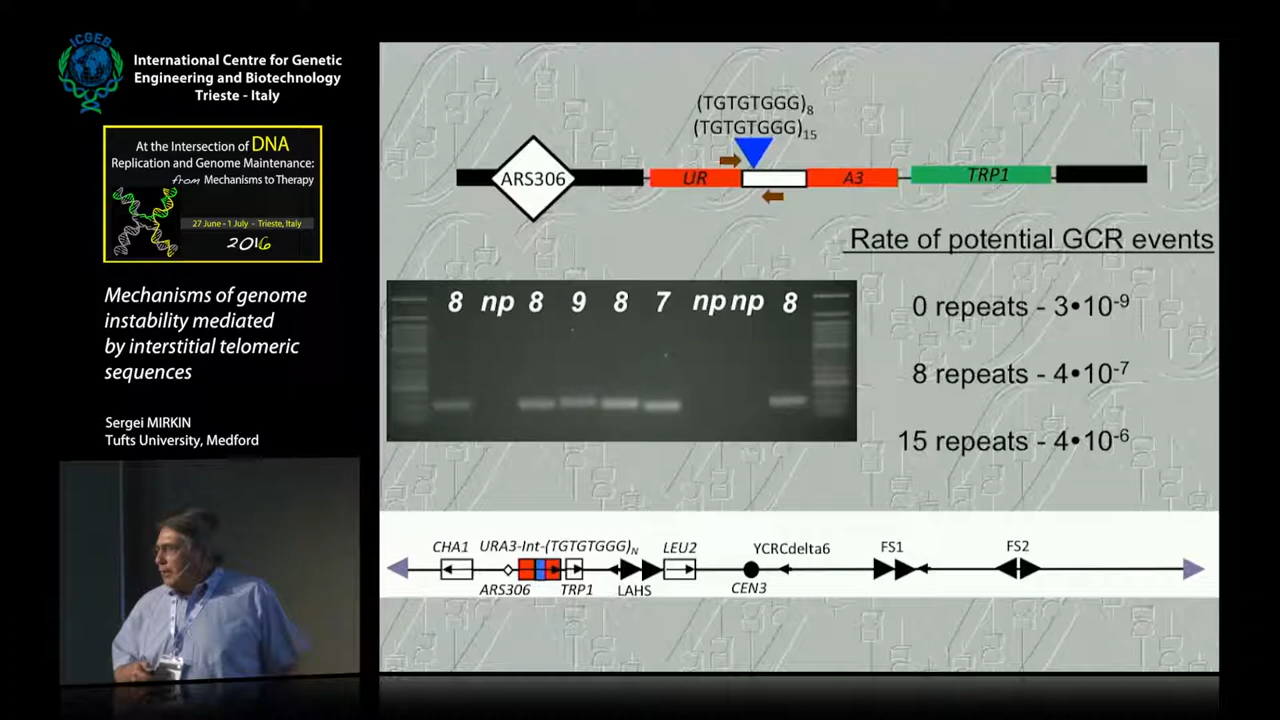 ICGEB
International Centre for Genetic
Engineering and Biotechnology
Trieste - Italy
At the Intersection of DNA
Replication and Genome Maintenance:
from Mechanisms to Therapy
27 June - 1 July - Trieste, Italy
2016
Mechanisms of genome
instability mediated
by interstitial telomeric
sequences
Sergei MIRKIN
Tufts University, Medford
(TGTGTGGG)8
(TGTGTGGG)15
ARS306
UR
A3
TRP1
Rate of potential GCR events
0 repeats - 3•10-9
8 repeats - 4•10-7
15 repeats - 4•10-6
8 np 8 9 8 7 np np 8
CHA1 URA3-Int-(TGTGTGGG)N LEU2 YCRCdelta6 FS1 FS2
ARS306 TRP1 LAHS CEN3